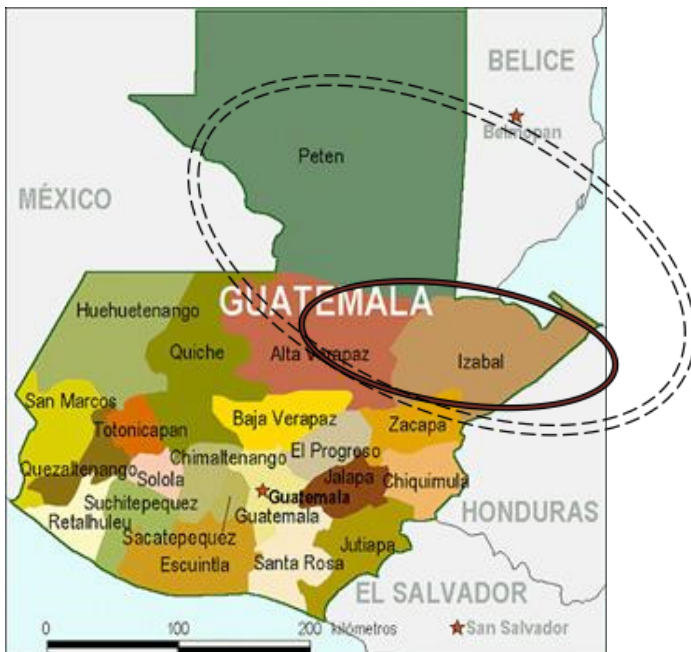 BELICE
Belmopan
Peten
MÉXICO
GUATEMALA
Huehuetenango
Quiche
Alta Verapaz
Izabal
San Marcos
Totonicapan
Baja Verapaz
Zacapa
El Progreso
Quezaltenango
Solola
Chimaltenango
Jalapa
Chiquimula
Suchitepequez
Guatemala
Retalhuleu
Guatemala
HONDURAS
Sacatepequez
Jutiapa
Escuintla
Santa Rosa
EL SALVADOR
0 100 200 kilómetros
San Salvador